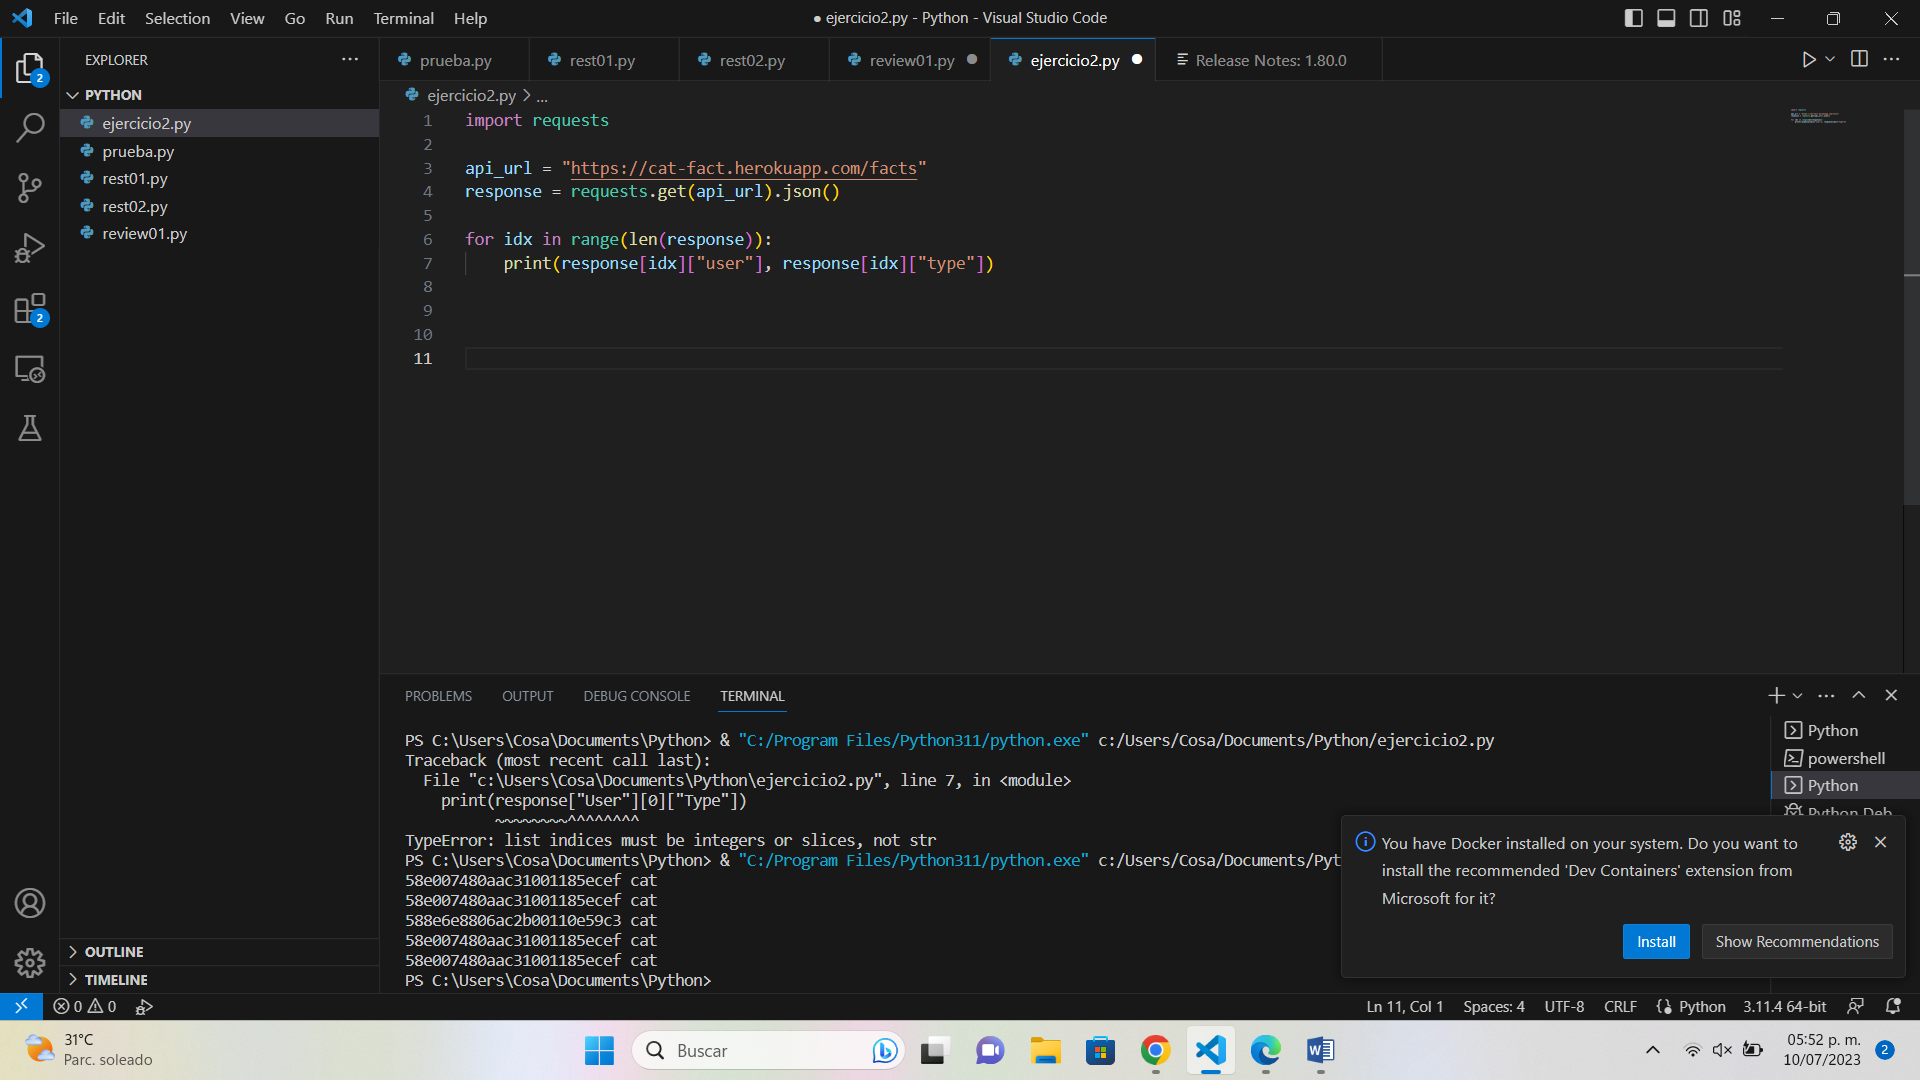 File Edit Selection View Go Run Terminal Help
● ejercicio2.py - Python - Visual Studio Code
EXPLORER
2
PYTHON
ejercicio2.py
prueba.py
rest01.py
rest02.py
review01.py
2
OUTLINE
TIMELINE
prueba.py
rest01.py
rest02.py
review01.py
ejercicio2.py
Release Notes: 1.80.0
ejercicio2.py > ...
1 import requests
2
3 api_url = "https://cat-fact.herokuapp.com/facts"
4 response = requests.get(api_url).json()
5
6 for idx in range(len(response)):
7     print(response[idx]["user"], response[idx]["type"])
8
9
10
11
PROBLEMS OUTPUT DEBUG CONSOLE TERMINAL
PS C:\Users\Cosa\Documents\Python> & "C:/Program Files/Python311/python.exe" c:/Users/Cosa/Documents/Python/ejercicio2.py
Traceback (most recent call last):
  File "c:\Users\Cosa\Documents\Python\ejercicio2.py", line 7, in <module>
    print(response["User"][0]["Type"])
          ~~~~~~~~^^^^^^^^
TypeError: list indices must be integers or slices, not str
PS C:\Users\Cosa\Documents\Python> & "C:/Program Files/Python311/python.exe" c:/Users/Cosa/Documents/Pyt
58e007480aac31001185ecef cat
58e007480aac31001185ecef cat
588e6e8806ac2b00110e59c3 cat
58e007480aac31001185ecef cat
58e007480aac31001185ecef cat
PS C:\Users\Cosa\Documents\Python>
Python
powershell
Python
Python Deb
You have Docker installed on your system. Do you want to
install the recommended 'Dev Containers' extension from
Microsoft for it?
Install
Show Recommendations
0 0
Ln 11, Col 1 Spaces: 4 UTF-8 CRLF Python 3.11.4 64-bit
31°C
Parc. soleado
Buscar
05:52 p. m.
10/07/2023
2